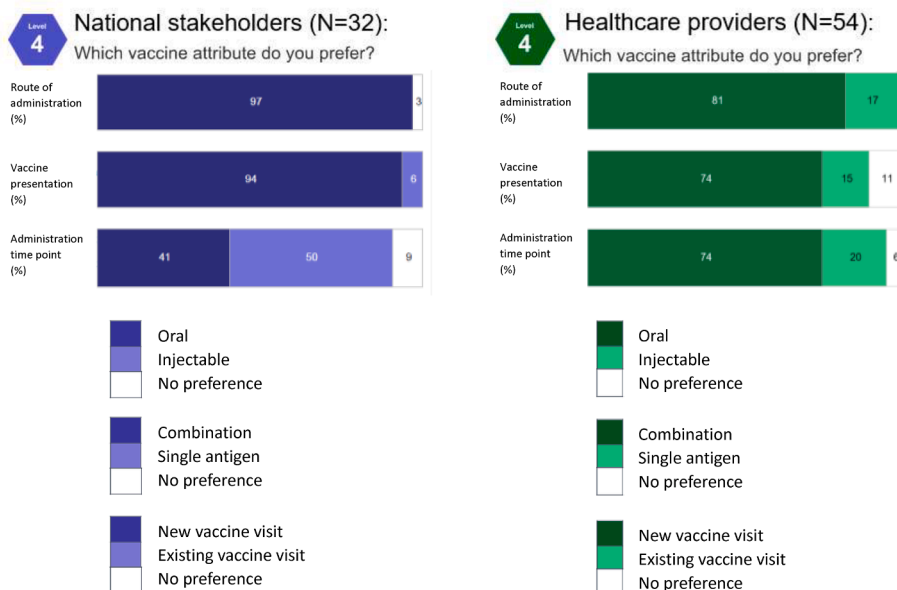 Level
4
National stakeholders (N=32):
Which vaccine attribute do you prefer?
Route of
administration
(%)
97
3
Vaccine
presentation
(%)
94
6
Administration
time point
(%)
41
50
9
Oral
Injectable
No preference
Combination
Single antigen
No preference
New vaccine visit
Existing vaccine visit
No preference
Level
4
Healthcare providers (N=54):
Which vaccine attribute do you prefer?
Route of
administration
(%)
81
17
Vaccine
presentation
(%)
74
15
11
Administration
time point
(%)
74
20
6
Oral
Injectable
No preference
Combination
Single antigen
No preference
New vaccine visit
Existing vaccine visit
No preference